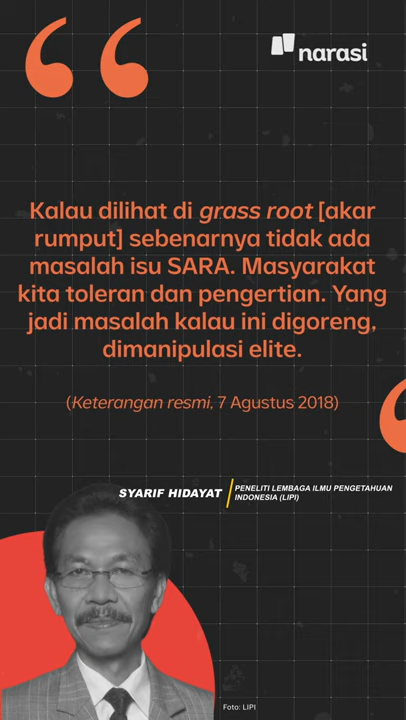 narasi
Kalau dilihat di grass root [akar
rumput] sebenarnya tidak ada
masalah isu SARA. Masyarakat
kita toleran dan pengertian. Yang
jadi masalah kalau ini digoreng,
dimanipulasi elite.
(Keterangan resmi, 7 Agustus 2018)
SYARIF HIDAYAT
PENELITI LEMBAGA ILMU PENGETAHUAN
INDONESIA (LIPI)
Foto: LIPI